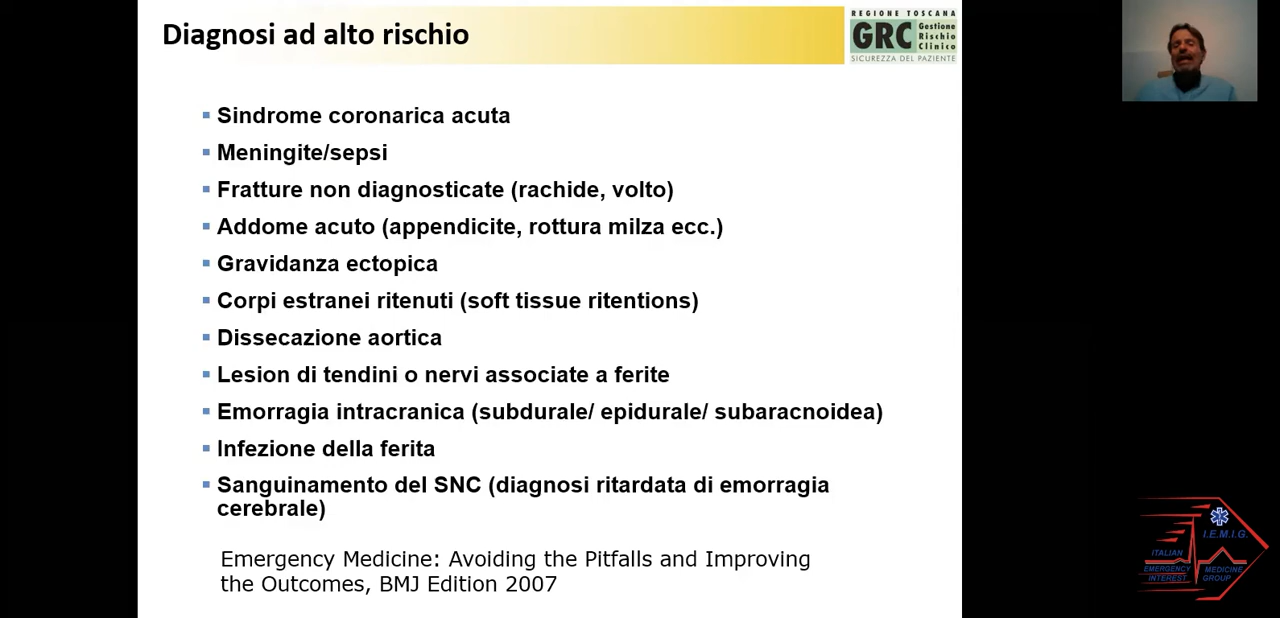 Diagnosi ad alto rischio
REGIONE TOSCANA
GRC Gestione
Rischio
Clinico
SICUREZZA DEL PAZIENTE
Sindrome coronarica acuta
Meningite/sepsi
Fratture non diagnosticate (rachide, volto)
Addome acuto (appendicite, rottura milza ecc.)
Gravidanza ectopica
Corpi estranei ritenuti (soft tissue ritentions)
Dissecazione aortica
Lesion di tendini o nervi associate a ferite
Emorragia intracranica (subdurale/ epidurale/ subaracnoidea)
Infezione della ferita
Sanguinamento del SNC (diagnosi ritardata di emorragia
cerebrale)
Emergency Medicine: Avoiding the Pitfalls and Improving
the Outcomes, BMJ Edition 2007
I.E.M.I.G.
ITALIAN
EMERGENCY MEDICINE
INTEREST GROUP